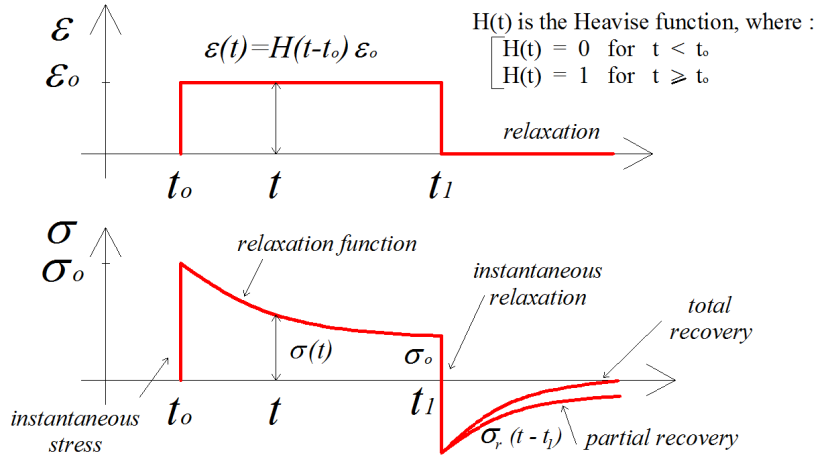 H(t) is the Heavise function, where :
H(t) = 0 for t < tₒ
H(t) = 1 for t ⩾ tₒ
ε
ε(t)=H(t-tₒ) εₒ
εₒ
relaxation
tₒ
t
t₁
σ
σₒ
relaxation function
instantaneous
relaxation
total
recovery
σ(t)
σₒ
instantaneous
stress
tₒ
t
t₁
σᵣ (t - t₁)
partial recovery